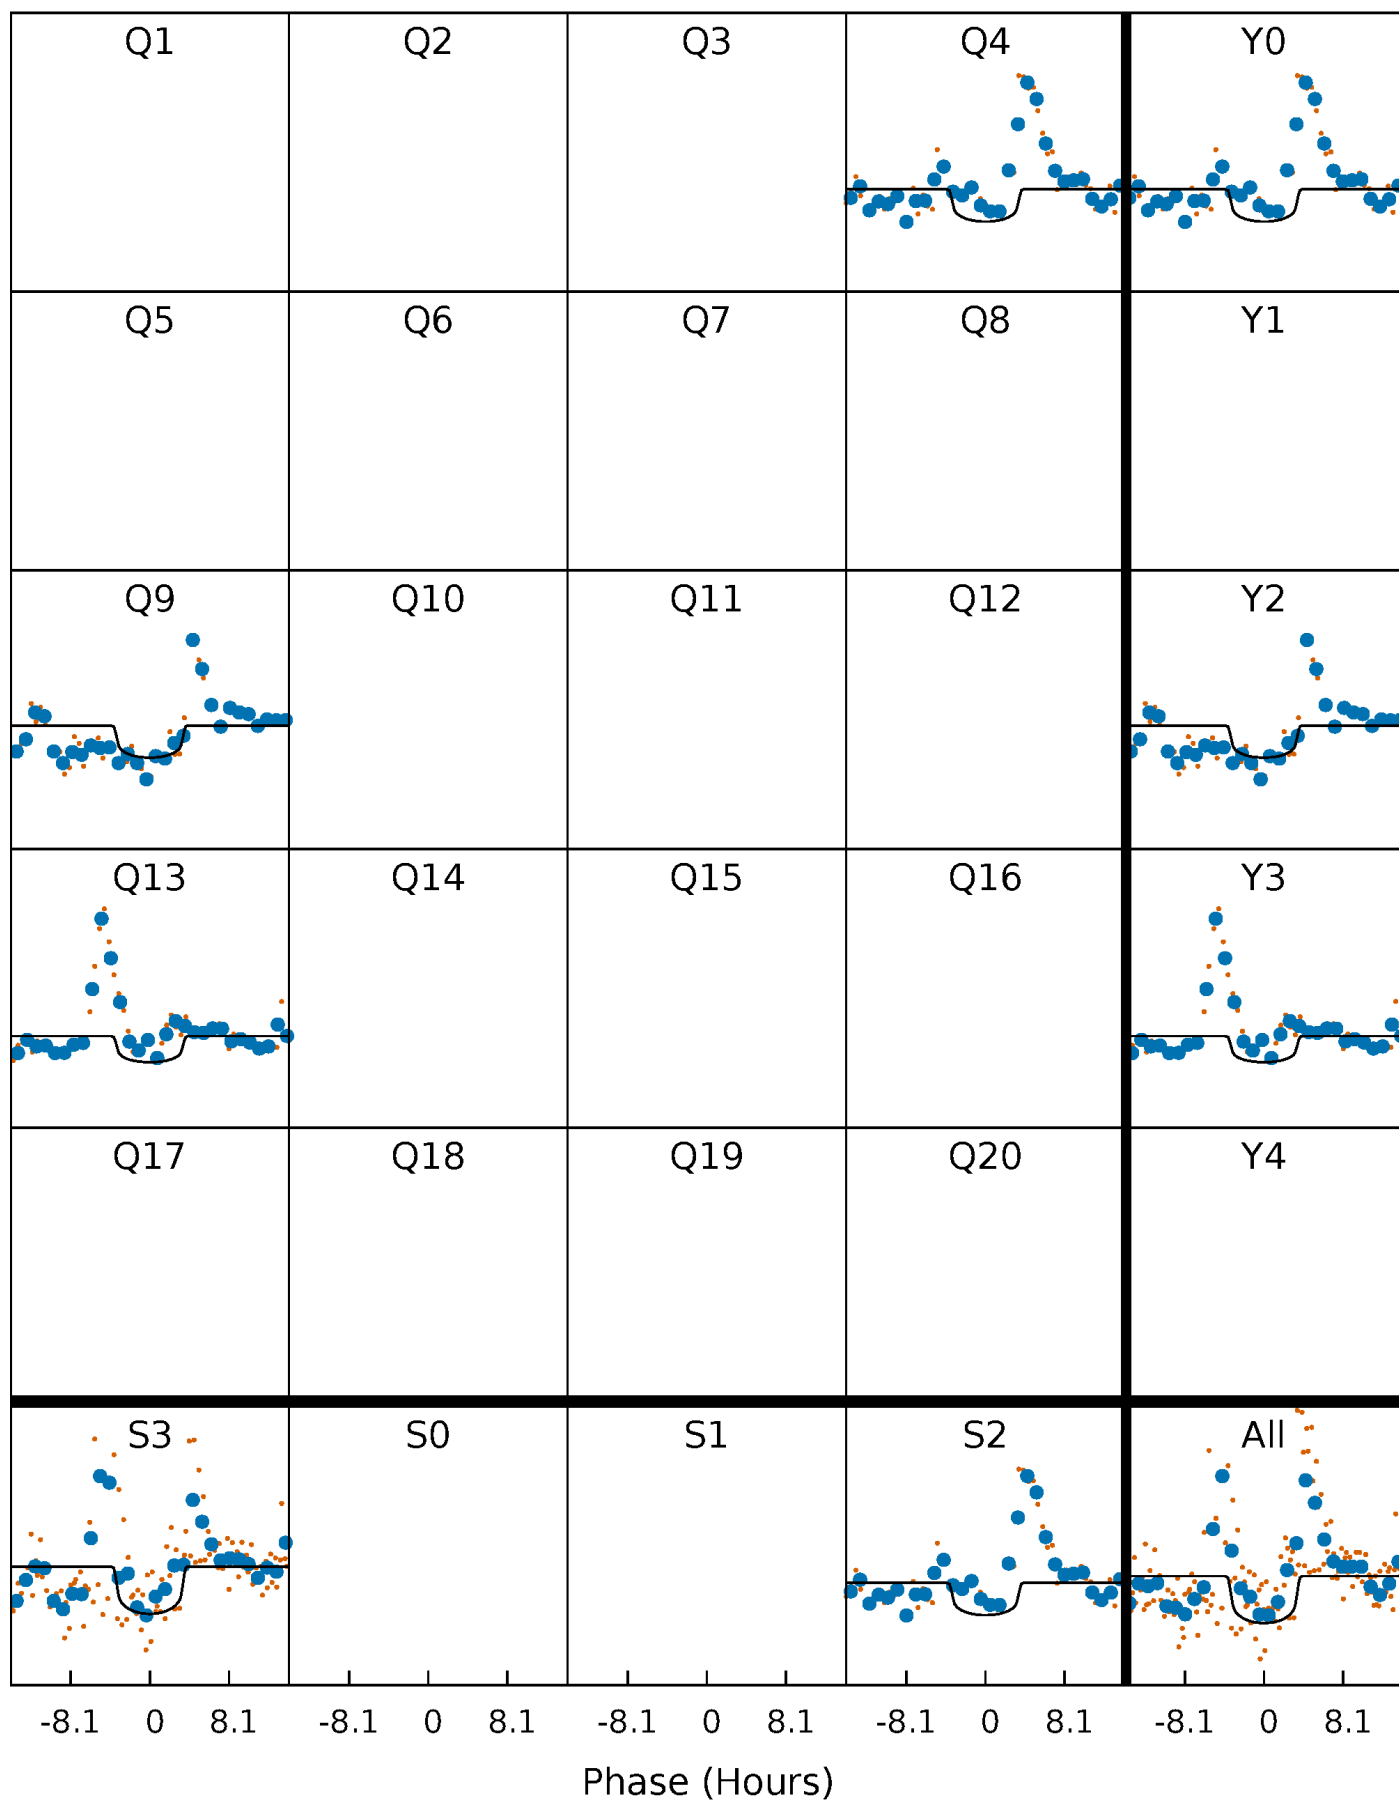 Q1 Q2 Q3 Q4 Y0
Q5 Q6 Q7 Q8 Y1
Q9 Q10 Q11 Q12 Y2
Q13 Q14 Q15 Q16 Y3
Q17 Q18 Q19 Q20 Y4
S3 S0 S1 S2 All
-8.1 0 8.1 -8.1 0 8.1 -8.1 0 8.1 -8.1 0 8.1 -8.1 0 8.1
Phase (Hours)